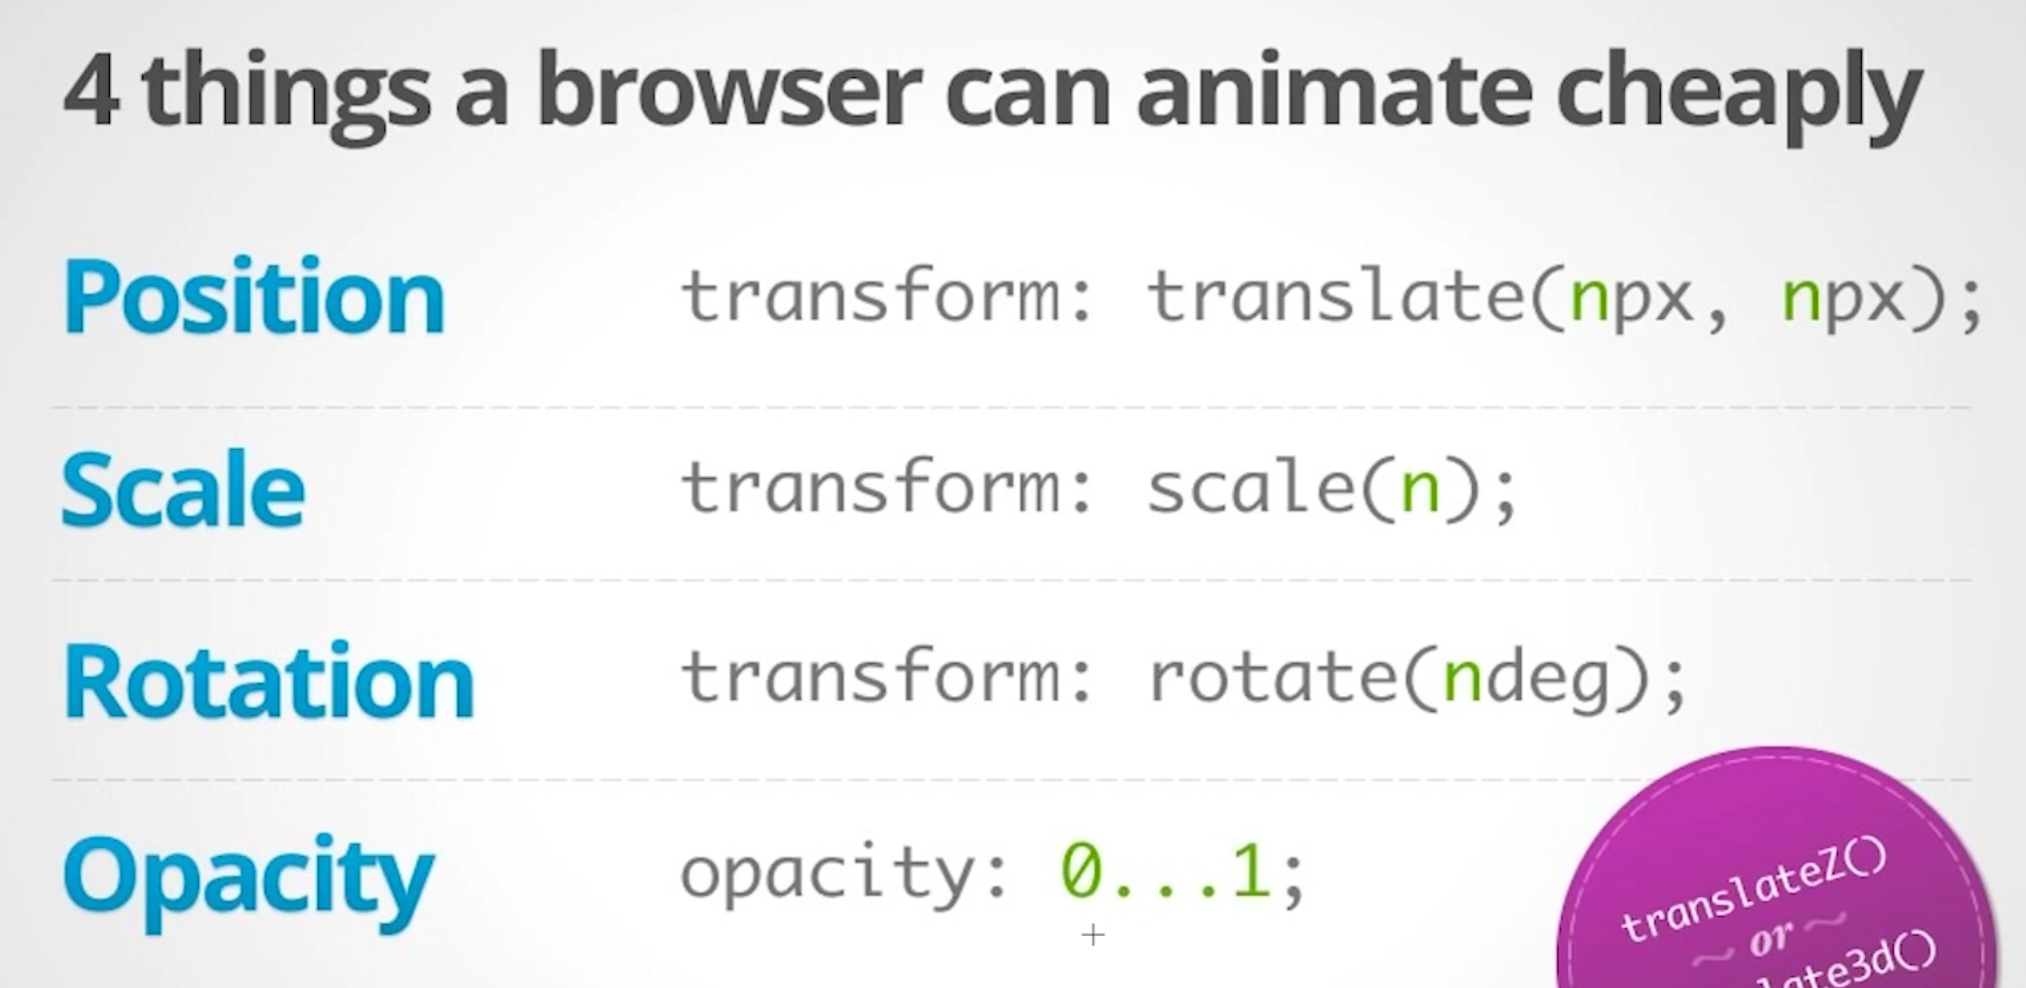 4 things a browser can animate cheaply
Position transform: translate(npx, npx);
Scale transform: scale(n);
Rotation transform: rotate(ndeg);
Opacity opacity: 0...1;
translateZ()
~ or ~
late3d()